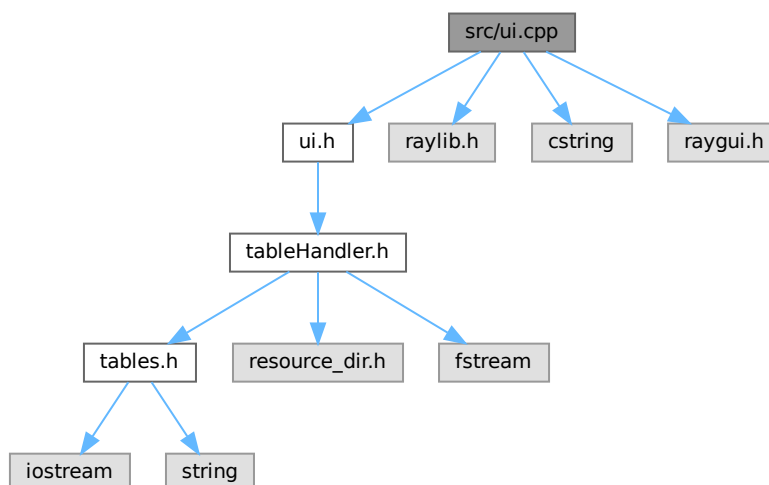 src/ui.cpp
ui.h
raylib.h
cstring
raygui.h
tableHandler.h
tables.h
resource_dir.h
fstream
iostream
string